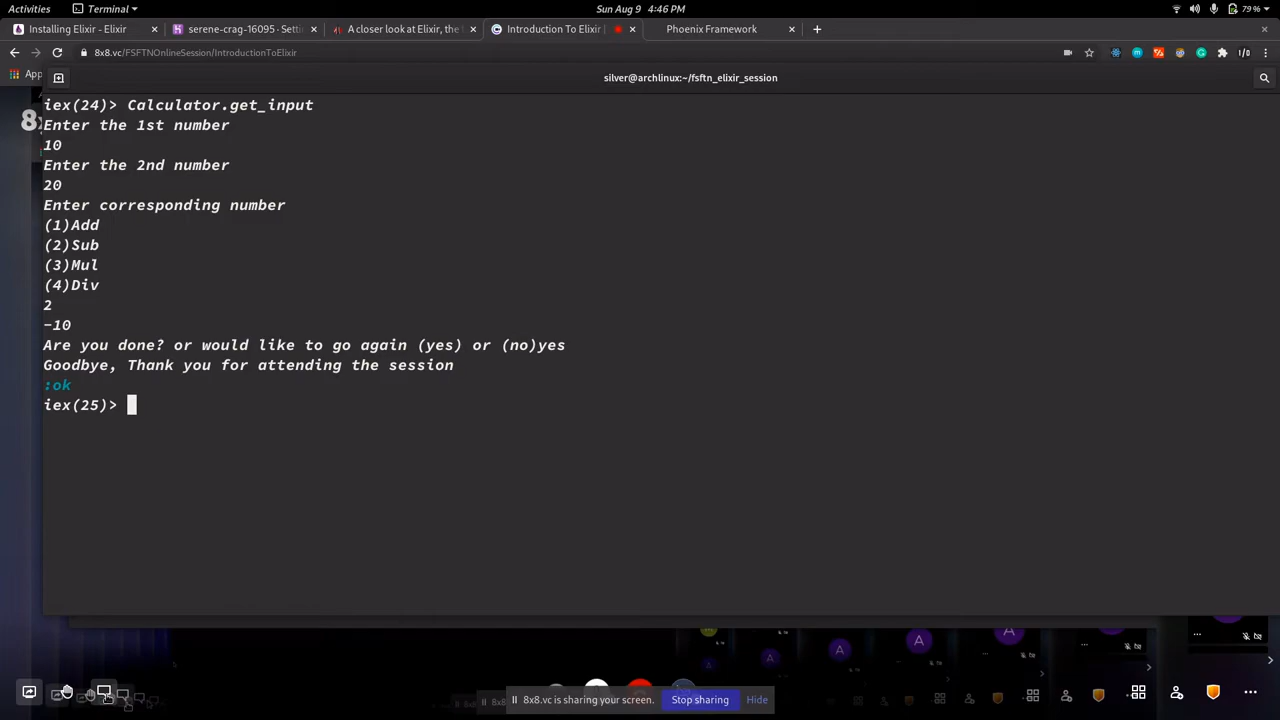 Activities
Terminal
Sun Aug 9 4:46 PM
79%
Installing Elixir - Elixir
serene-crag-16095 · Setti
A closer look at Elixir, the
Introduction To Elixir |
Phoenix Framework
8x8.vc/FSFTNOnlineSession/IntroductionToElixir
App
silver@archlinux:~/fsftn_elixir_session
iex(24)> Calculator.get_input
Enter the 1st number
10
Enter the 2nd number
20
Enter corresponding number
(1)Add
(2)Sub
(3)Mul
(4)Div
2
-10
Are you done? or would like to go again (yes) or (no)yes
Goodbye, Thank you for attending the session
:ok
iex(25)>
8x8.vc is sharing your screen.
Stop sharing
Hide